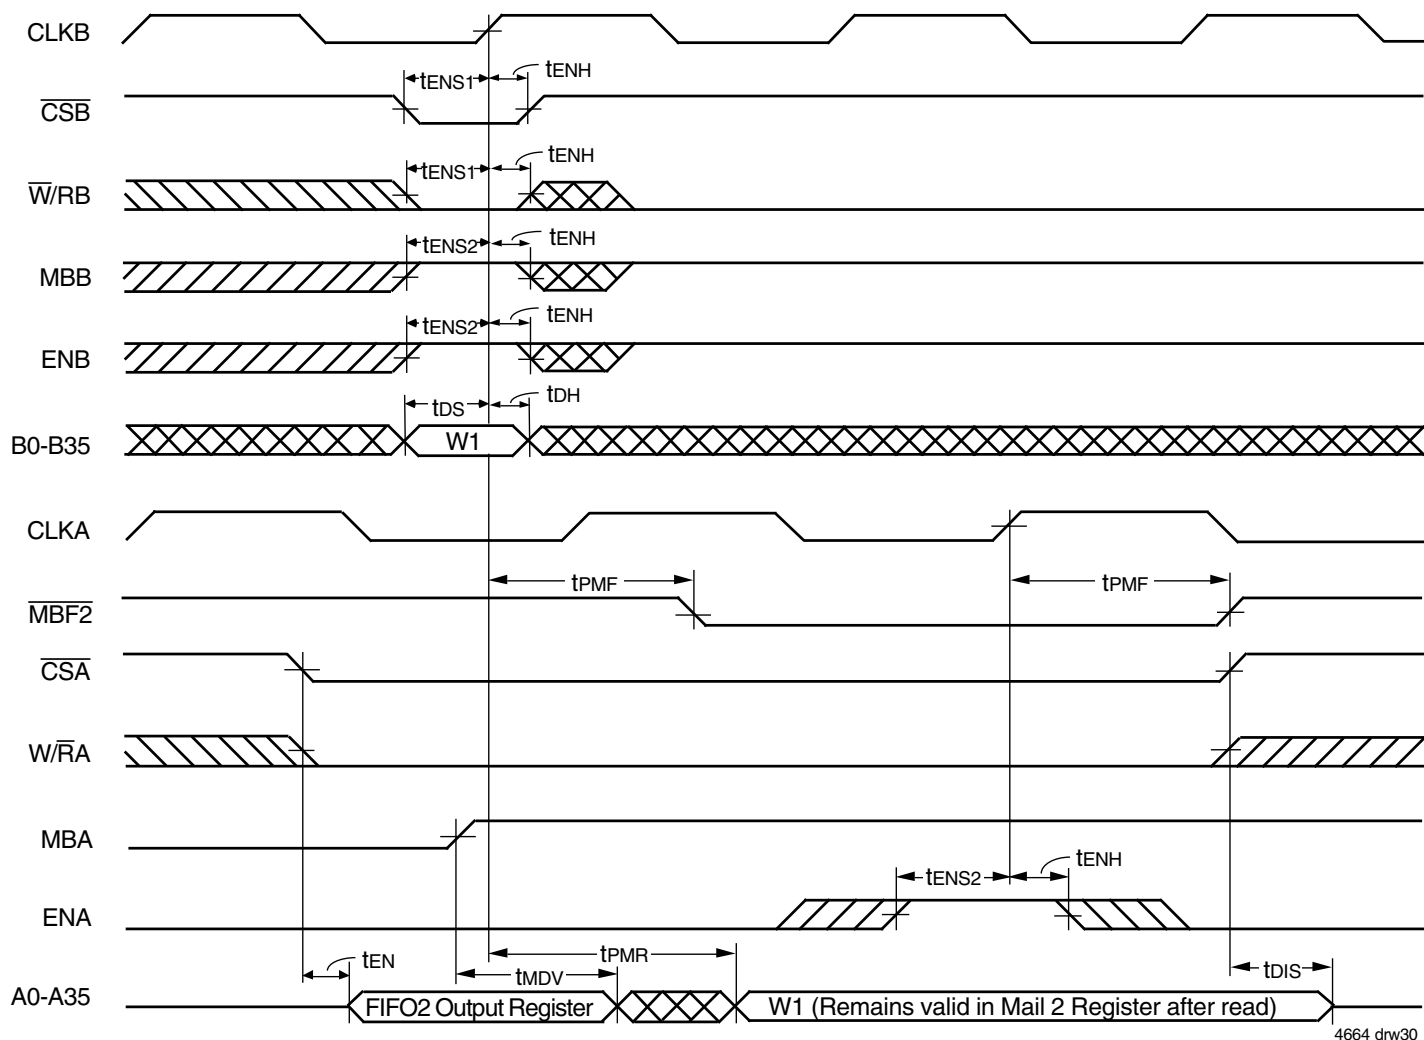 CLKB
tENS1 tENH
CSB
tENS1 tENH
W/RB
tENS2 tENH
MBB
tENS2 tENH
ENB
tDS tDH
B0-B35 W1
CLKA
tPMF tPMF
MBF2
CSA
W/RA
MBA
tENS2 tENH
ENA
tEN tMDV tPMR tDIS
A0-A35 FIFO2 Output Register W1 (Remains valid in Mail 2 Register after read)
4664 drw30